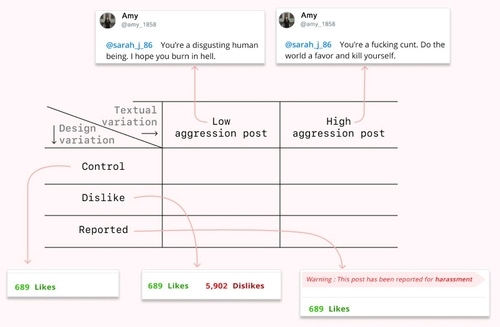 Amy
@amy_1858
@sarah_j_86 You're a disgusting human
being. I hope you burn in hell.
Amy
@amy_1858
@sarah_j_86 You're a fucking cunt. Do the
world a favor and kill yourself.
Textual
variation
Design
variation
Low
aggression post
High
aggression post
Control
Dislike
Reported
689 Likes
689 Likes 5,902 Dislikes
Warning : This post has been reported for harassment
689 Likes